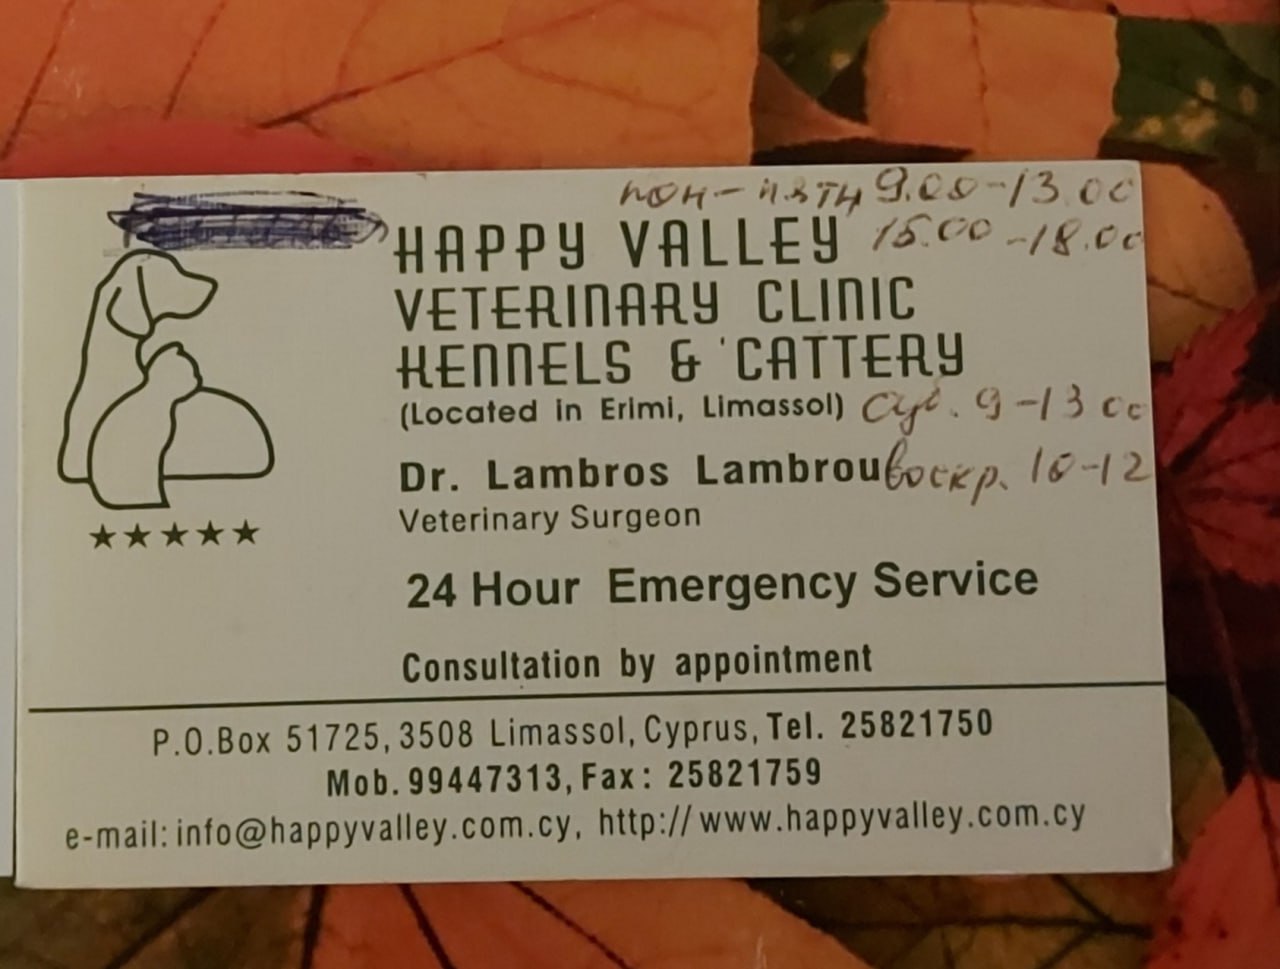 пон - пятн 9.00-13.00
15.00-18.00
HAPPY VALLEY
VETERINARY CLINIC
KENNELS & CATTERY
(Located in Erimi, Limassol) суб. 9-13 00
Dr. Lambros Lambrou воскр. 10-12
Veterinary Surgeon
24 Hour Emergency Service
Consultation by appointment
P.O.Box 51725, 3508 Limassol, Cyprus, Tel. 25821750
Mob. 99447313, Fax: 25821759
e-mail: info@happyvalley.com.cy, http://www.happyvalley.com.cy